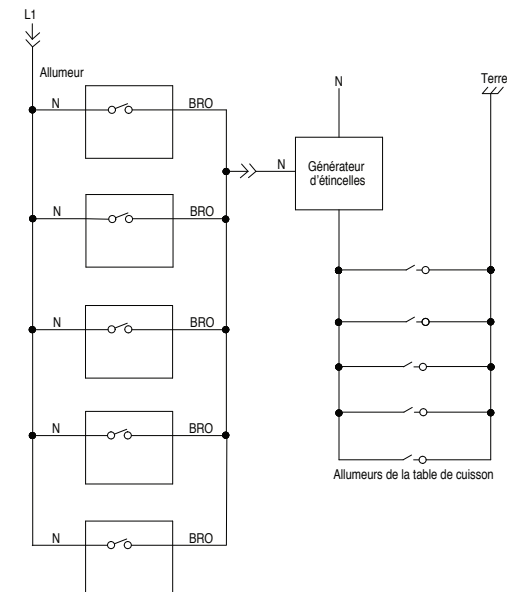 L1
Allumeur
N
BRO
N
BRO
N
BRO
N
BRO
N
BRO
N
N
Générateur
d'étincelles
Terre
Allumeurs de la table de cuisson